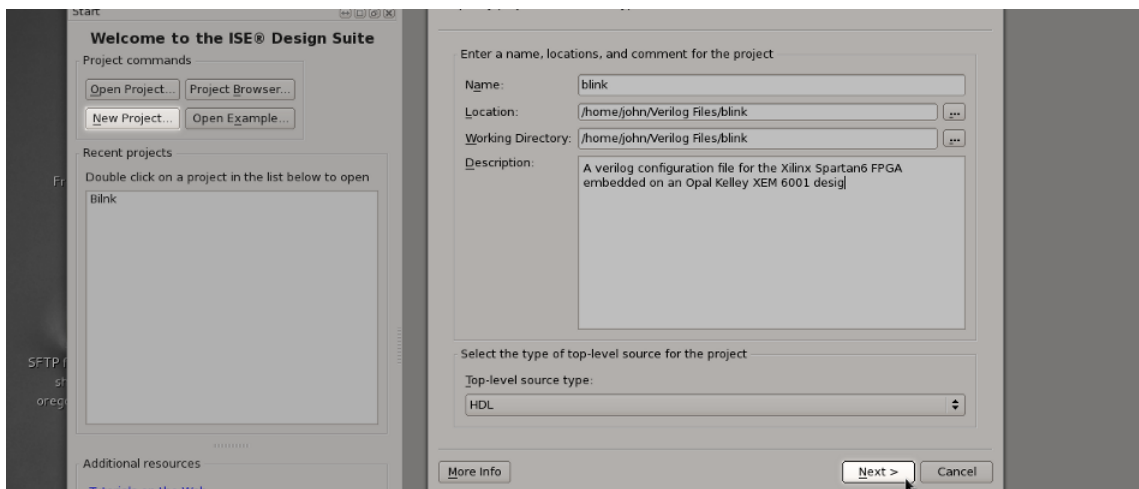 Start
Welcome to the ISE® Design Suite
Project commands
Open Project...
Project Browser...
New Project...
Open Example...
Recent projects
Double click on a project in the list below to open
Bilnk
Additional resources
Fr
SFTP f
sh
oreg
Enter a name, locations, and comment for the project
Name: blink
Location: /home/john/Verilog Files/blink ...
Working Directory: /home/john/Verilog Files/blink ...
Description: A verilog configuration file for the Xilinx Spartan6 FPGA
embedded on an Opal Kelley XEM 6001 desig
Select the type of top-level source for the project
Top-level source type:
HDL
More Info
Next >
Cancel